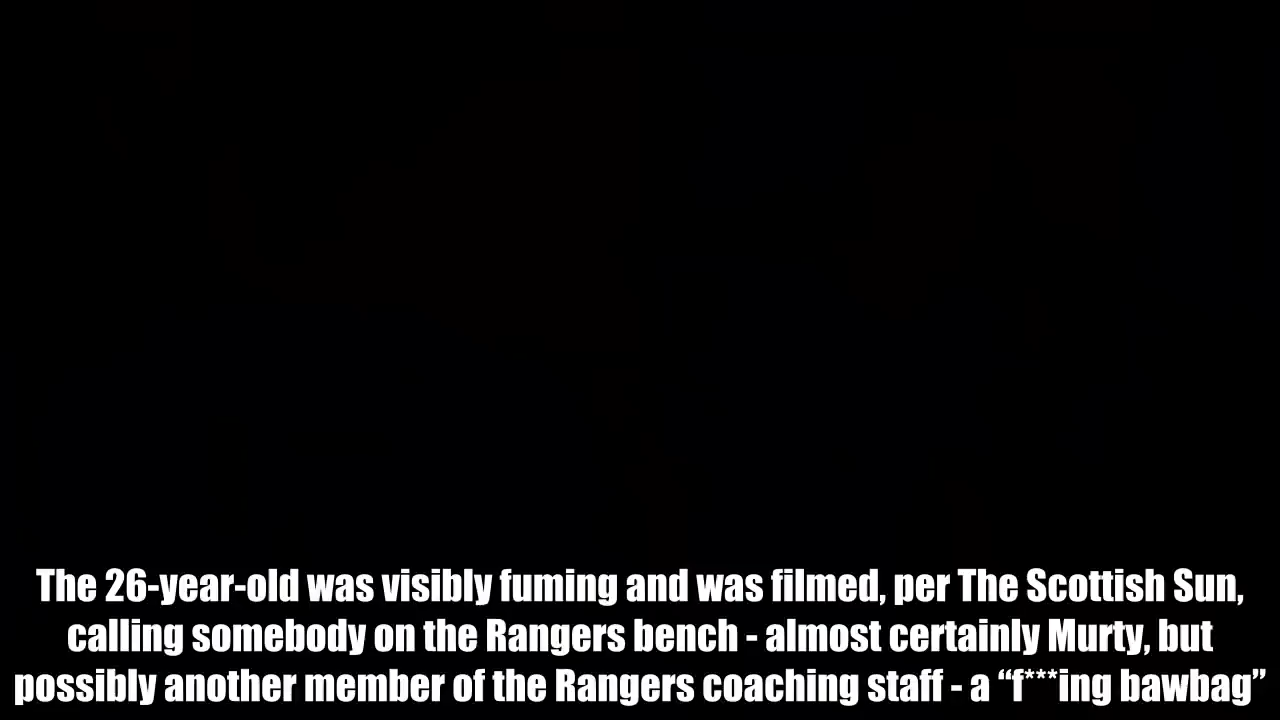 The 26-year-old was visibly fuming and was filmed, per The Scottish Sun,
calling somebody on the Rangers bench - almost certainly Murty, but
possibly another member of the Rangers coaching staff - a “f***ing bawbag”